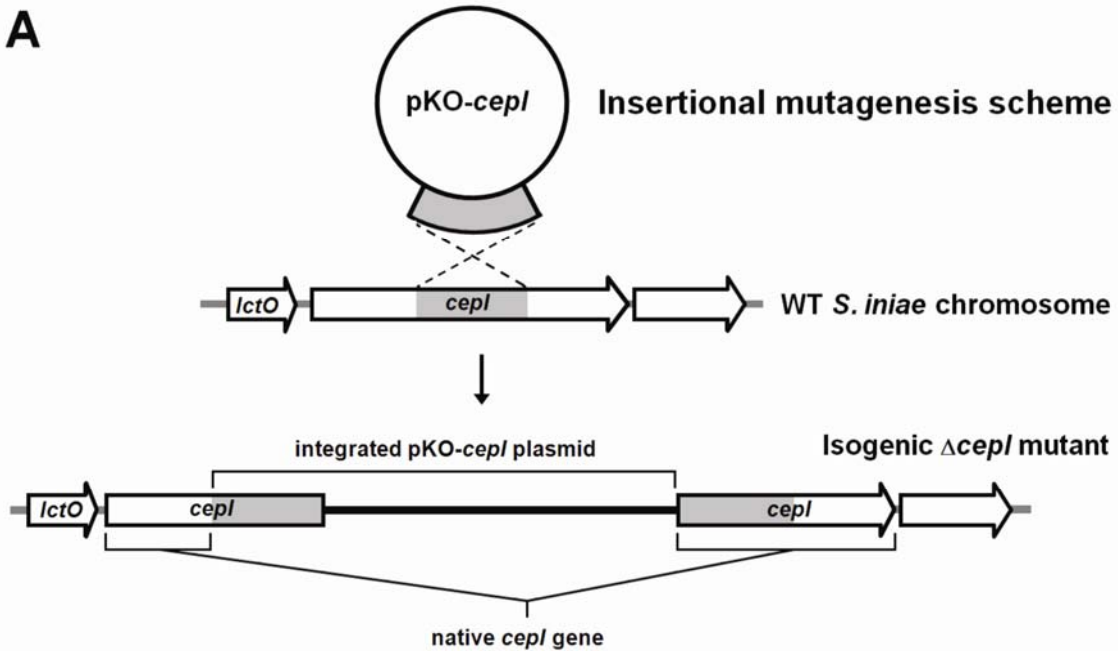 A
pKO-cepI
Insertional mutagenesis scheme
lctO
cepI
WT S. iniae chromosome
integrated pKO-cepI plasmid
Isogenic ∆cepI mutant
lctO
cepI
cepI
native cepI gene